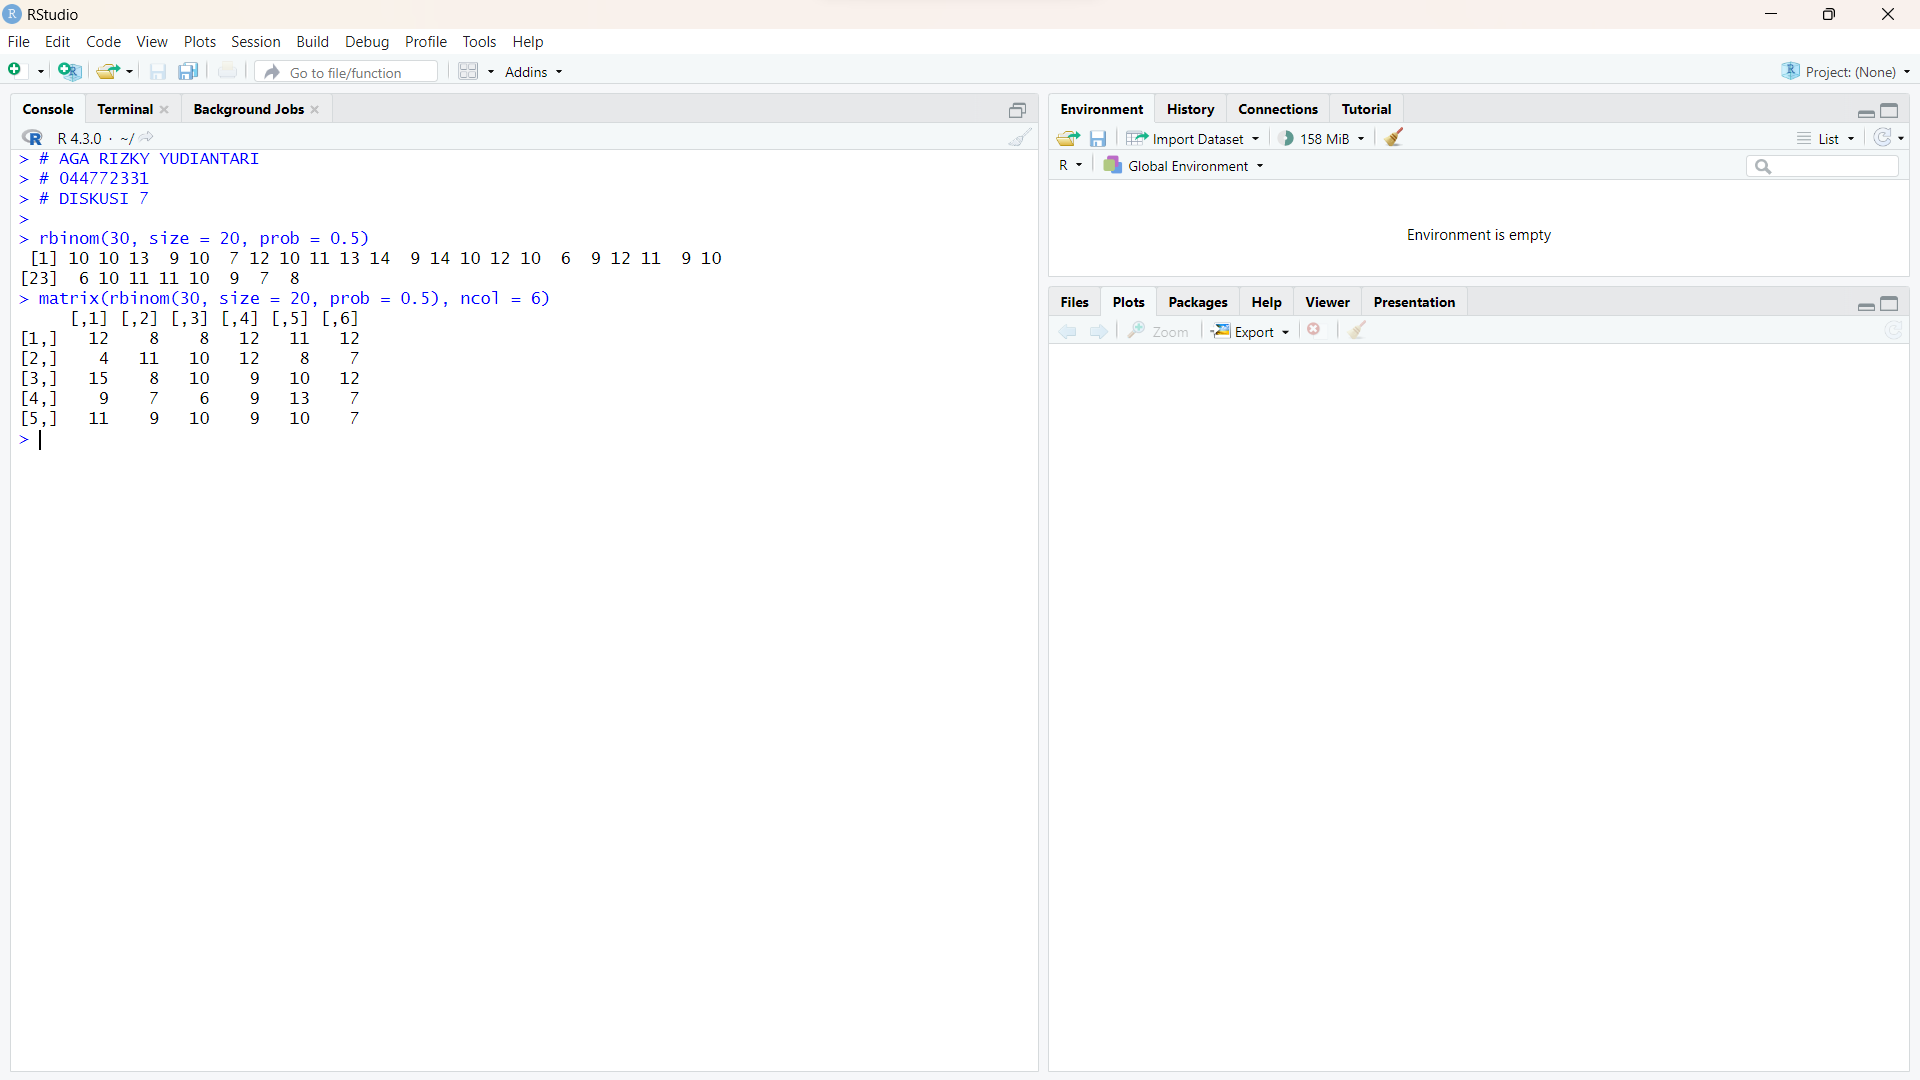 RStudio
File Edit Code View Plots Session Build Debug Profile Tools Help
Go to file/function Addins Project: (None)
Console Terminal Background Jobs
R 4.3.0 · ~/
> # AGA RIZKY YUDIANTARI
> # 044772331
> # DISKUSI 7
>
> rbinom(30, size = 20, prob = 0.5)
 [1] 10 10 13  9 10  7 12 10 11 13 14  9 14 10 12 10  6  9 12 11  9 10
[23]  6 10 11 11 10  9  7  8
> matrix(rbinom(30, size = 20, prob = 0.5), ncol = 6)
     [,1] [,2] [,3] [,4] [,5] [,6]
[1,]   12    8    8   12   11   12
[2,]    4   11   10   12    8    7
[3,]   15    8   10    9   10   12
[4,]    9    7    6    9   13    7
[5,]   11    9   10    9   10    7
>
Environment History Connections Tutorial
Import Dataset 158 MiB List
R Global Environment
Environment is empty
Files Plots Packages Help Viewer Presentation
Zoom Export